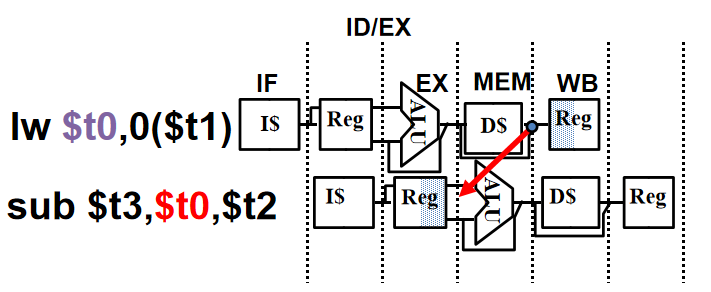 ID/EX
IF EX MEM WB
lw $t0,0($t1) I$ Reg ALU D$ Reg
sub $t3,$t0,$t2 I$ Reg ALU D$ Reg